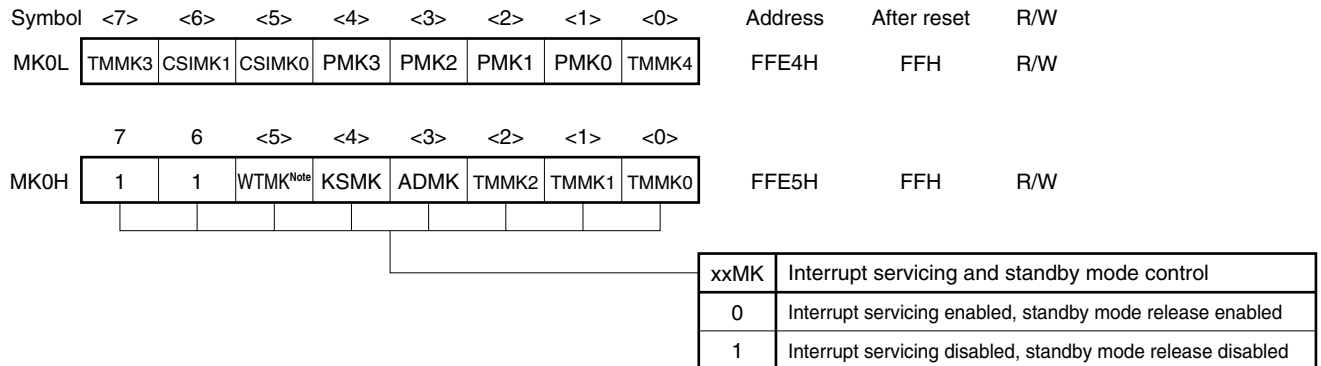 Symbol <7> <6> <5> <4> <3> <2> <1> <0> Address After reset R/W
MK0L TMMK3 CSIMK1 CSIMK0 PMK3 PMK2 PMK1 PMK0 TMMK4 FFE4H FFH R/W
7 6 <5> <4> <3> <2> <1> <0>
MK0H 1 1 WTMKNote KSMK ADMK TMMK2 TMMK1 TMMK0 FFE5H FFH R/W
xxMK Interrupt servicing and standby mode control
0 Interrupt servicing enabled, standby mode release enabled
1 Interrupt servicing disabled, standby mode release disabled